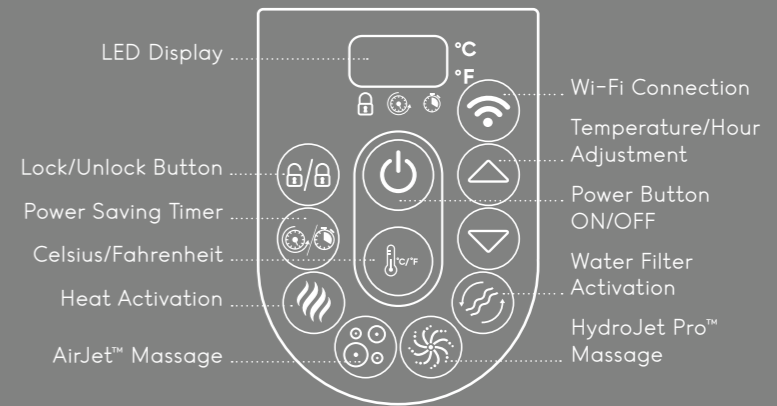 LED Display
°C
°F
Wi-Fi Connection
Temperature/Hour
Adjustment
Lock/Unlock Button
Power Button
ON/OFF
Power Saving Timer
Celsius/Fahrenheit
°C/°F
Water Filter
Activation
Heat Activation
HydroJet Pro™
Massage
AirJet™ Massage